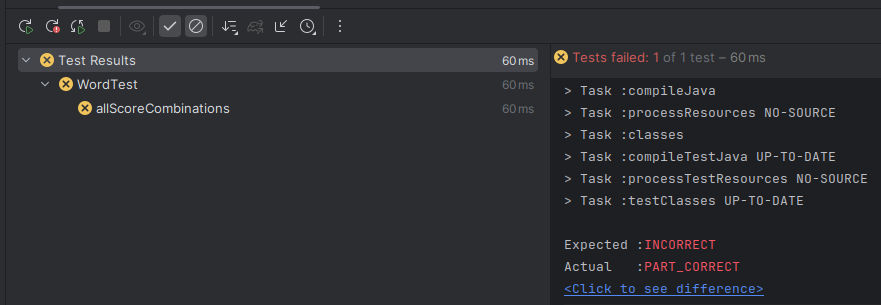 Test Results 60 ms
WordTest 60 ms
allScoreCombinations 60 ms
Tests failed: 1 of 1 test – 60 ms
> Task :compileJava
> Task :processResources NO-SOURCE
> Task :classes
> Task :compileTestJava UP-TO-DATE
> Task :processTestResources NO-SOURCE
> Task :testClasses UP-TO-DATE
Expected :INCORRECT
Actual   :PART_CORRECT
<Click to see difference>